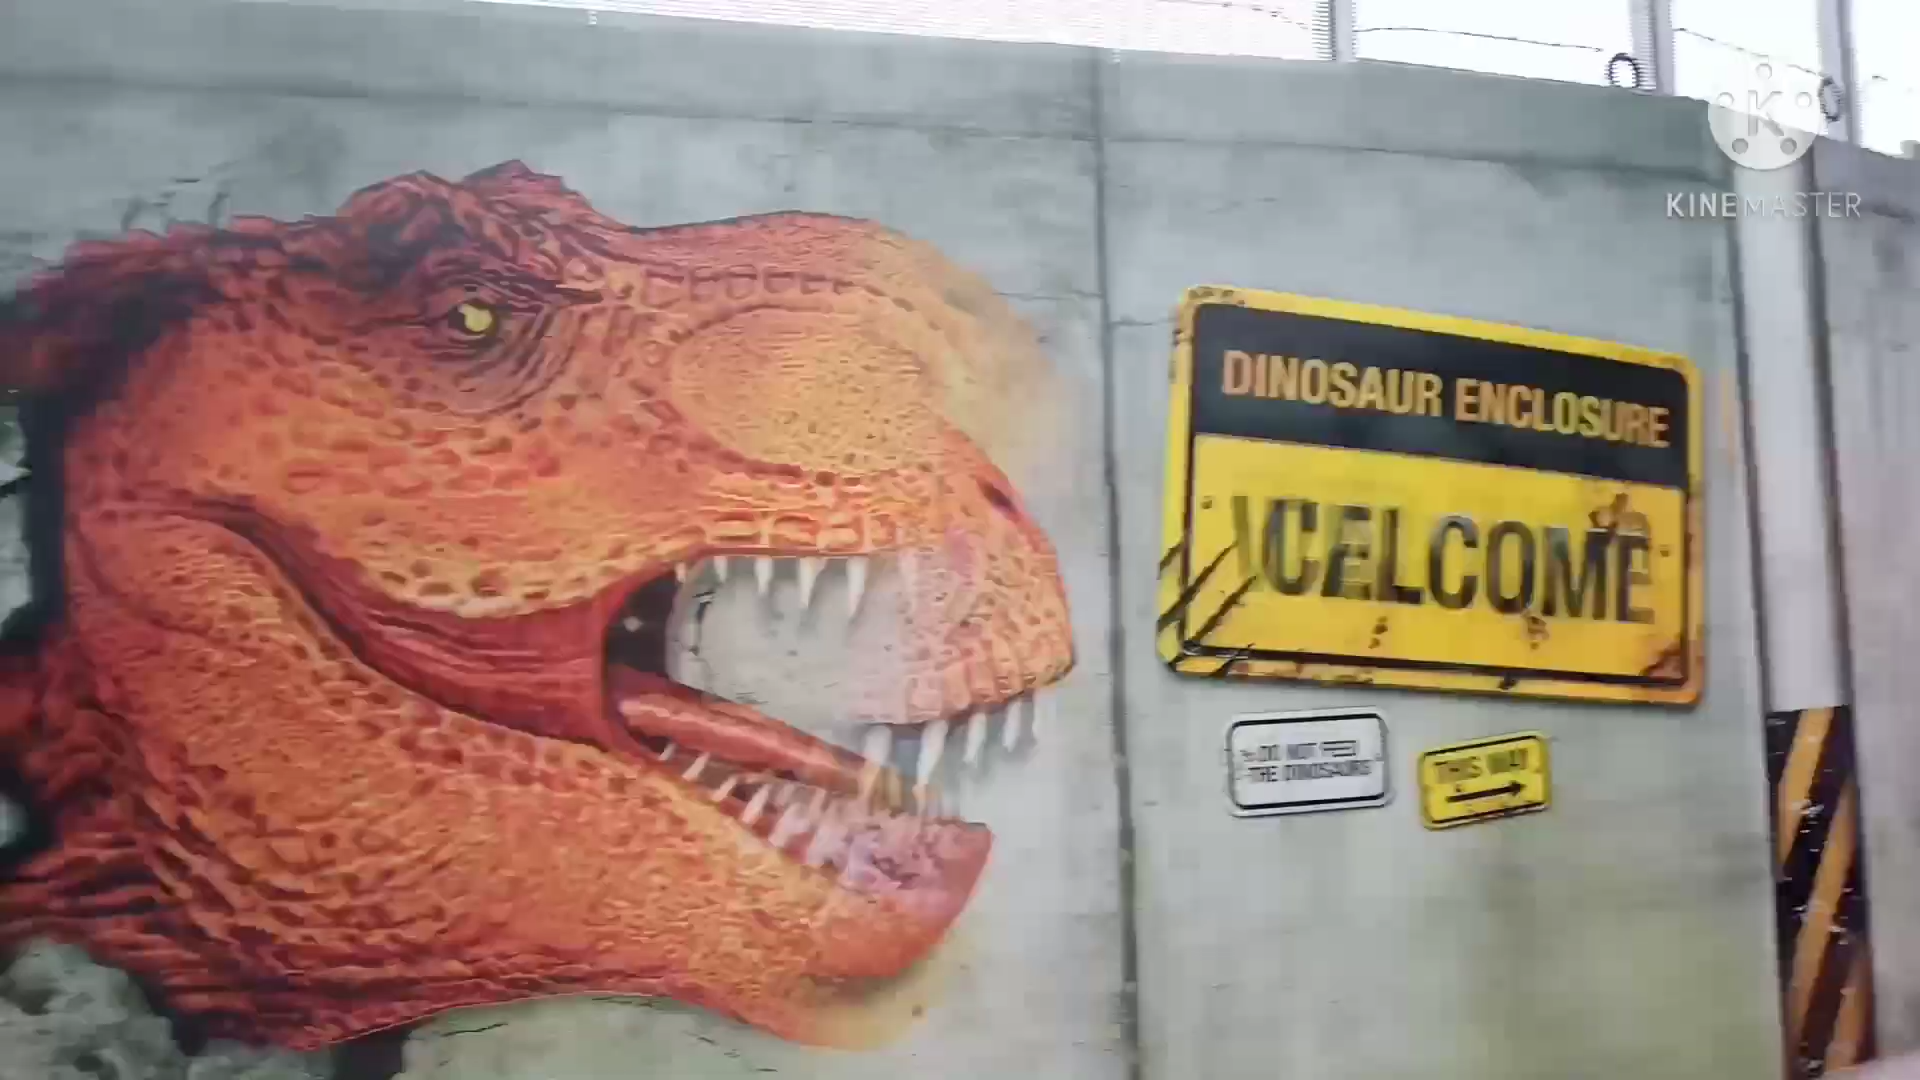 K
KINEMASTER
DINOSAUR ENCLOSURE
WELCOME
DO NOT FEED
THE DINOSAURS
THIS WAY